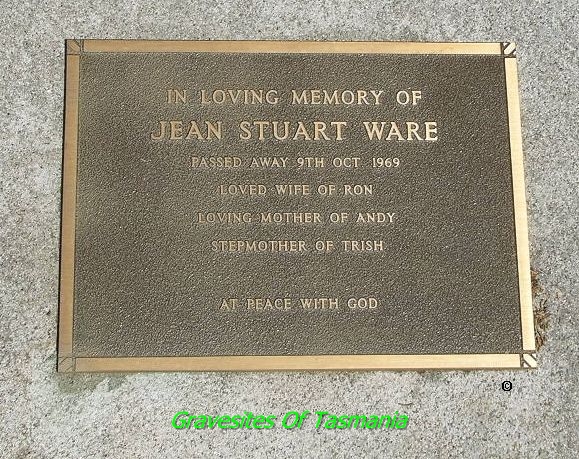 IN LOVING MEMORY OF
JEAN STUART WARE
PASSED AWAY 9TH OCT 1969
LOVED WIFE OF RON
LOVING MOTHER OF ANDY
STEPMOTHER OF TRISH
AT PEACE WITH GOD
©
Gravesites Of Tasmania